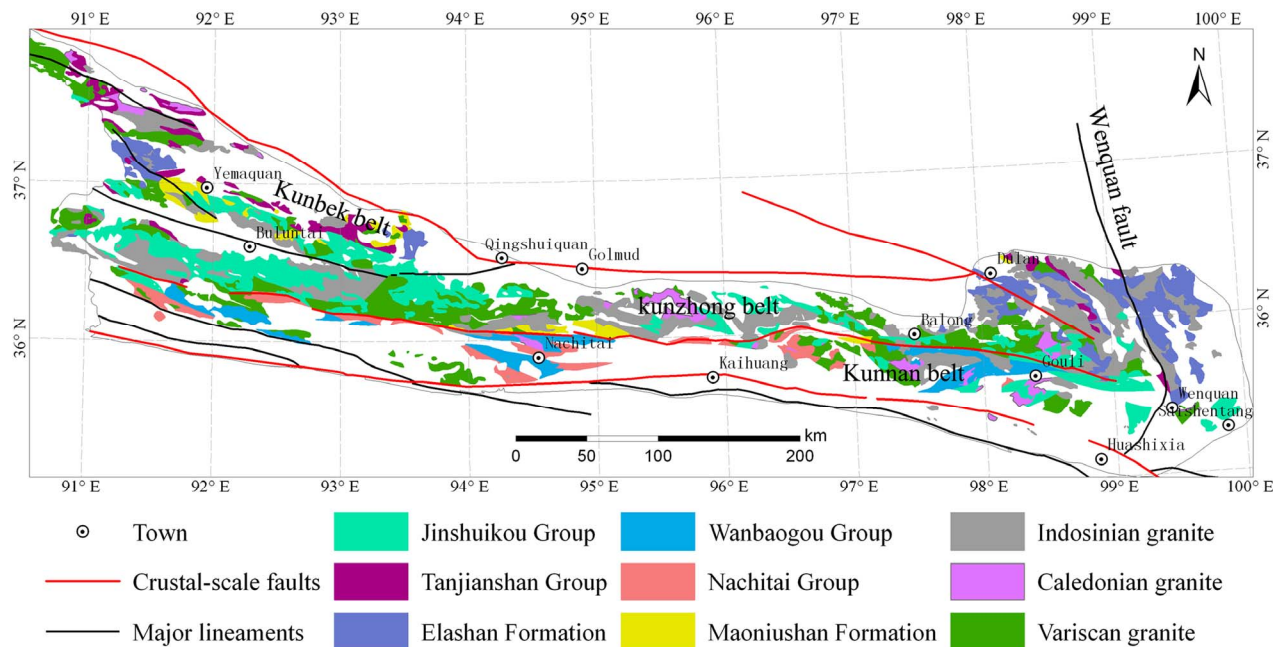 91° E 92° E 93° E 94° E 95° E 96° E 97° E 98° E 99° E 100° E
N
37° N
37° N
36° N
36° N
Wenquan fault
Yemaquan
Kunbek belt
Buluntai
Qingshuiquan
Golmud
Dulan
kunzhong belt
Balong
Nachitai
Kaihuang
Kunnan belt
Gouli
Wenquan
Saishentang
Huashixia
km
0 50 100 200
91° E 92° E 93° E 94° E 95° E 96° E 97° E 98° E 99° E 100° E
Town
Jinshuikou Group
Wanbaogou Group
Indosinian granite
Crustal-scale faults
Tanjianshan Group
Nachitai Group
Caledonian granite
Major lineaments
Elashan Formation
Maoniushan Formation
Variscan granite